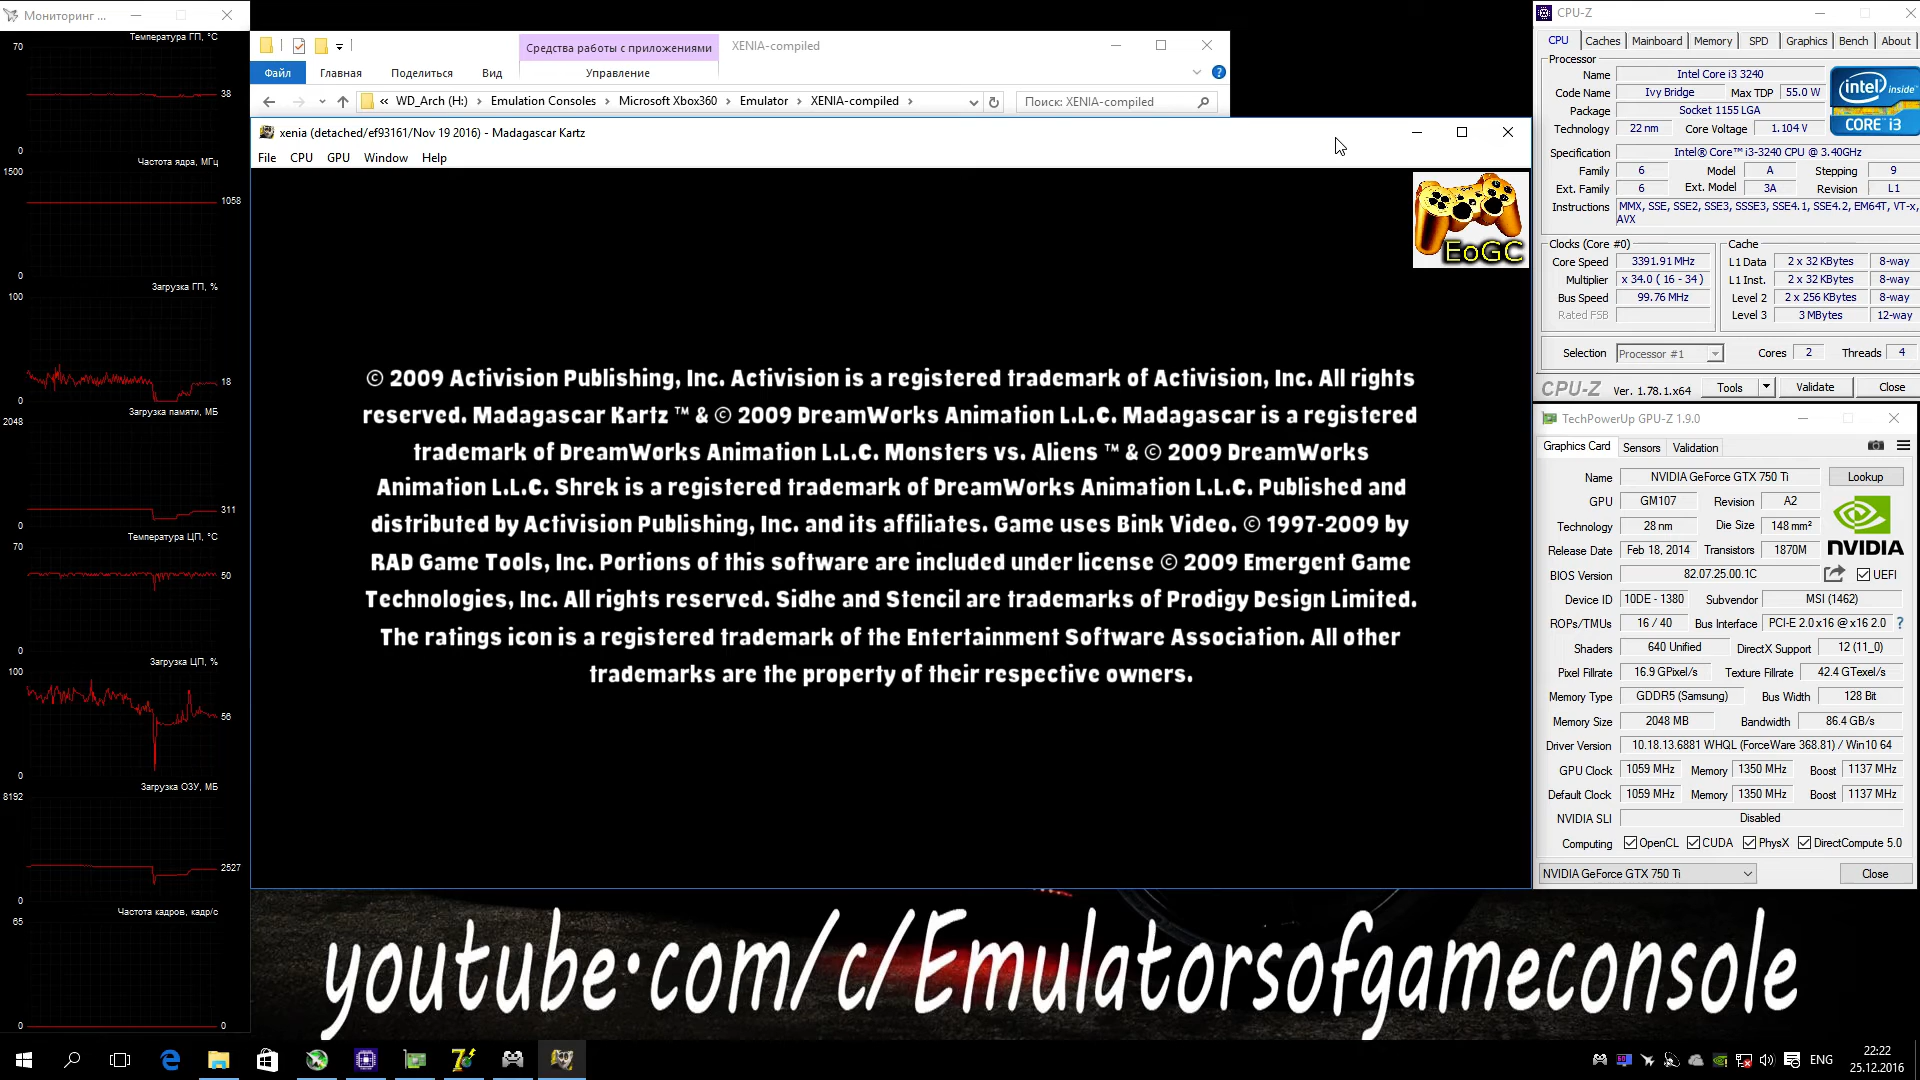 Мониторинг ...
Температура ГП, °C
70
38
0
Частота ядра, МГц
1500
1058
0
Загрузка ГП, %
100
18
0
Загрузка памяти, МБ
2048
311
0
Температура ЦП, °C
70
50
0
Загрузка ЦП, %
100
56
0
Загрузка ОЗУ, МБ
8192
2527
0
Частота кадров, кадр/с
65
0 0
Средства работы с приложениями XENIA-compiled
Файл Главная Поделиться Вид Управление
« WD_Arch (H:) Emulation Consoles Microsoft Xbox360 Emulator XENIA-compiled Поиск: XENIA-compiled
xenia (detached/ef93161/Nov 19 2016) - Madagascar Kartz
File CPU GPU Window Help
EoGC
© 2009 Activision Publishing, Inc. Activision is a registered trademark of Activision, Inc. All rights
reserved. Madagascar Kartz ™ & © 2009 DreamWorks Animation L.L.C. Madagascar is a registered
trademark of DreamWorks Animation L.L.C. Monsters vs. Aliens ™ & © 2009 DreamWorks
Animation L.L.C. Shrek is a registered trademark of DreamWorks Animation L.L.C. Published and
distributed by Activision Publishing, Inc. and its affiliates. Game uses Bink Video. © 1997-2009 by
RAD Game Tools, Inc. Portions of this software are included under license © 2009 Emergent Game
Technologies, Inc. All rights reserved. Sidhe and Stencil are trademarks of Prodigy Design Limited.
The ratings icon is a registered trademark of the Entertainment Software Association. All other
trademarks are the property of their respective owners.
CPU-Z
CPU Caches Mainboard Memory SPD Graphics Bench About
Processor
Name Intel Core i3 3240
Code Name Ivy Bridge Max TDP 55.0 W
Package Socket 1155 LGA
Technology 22 nm Core Voltage 1.104 V
intel inside™
CORE i3
Specification Intel® Core™ i3-3240 CPU @ 3.40GHz
Family 6 Model A Stepping 9
Ext. Family 6 Ext. Model 3A Revision L1
Instructions MMX, SSE, SSE2, SSE3, SSSE3, SSE4.1, SSE4.2, EM64T, VT-x,
AVX
Clocks (Core #0) Cache
Core Speed 3391.91 MHz L1 Data 2 x 32 KBytes 8-way
Multiplier x 34.0 ( 16 - 34 ) L1 Inst. 2 x 32 KBytes 8-way
Bus Speed 99.76 MHz Level 2 2 x 256 KBytes 8-way
Rated FSB Level 3 3 MBytes 12-way
Selection Processor #1 Cores 2 Threads 4
CPU-Z Ver. 1.78.1.x64 Tools Validate Close
TechPowerUp GPU-Z 1.9.0
Graphics Card Sensors Validation
Name NVIDIA GeForce GTX 750 Ti Lookup
GPU GM107 Revision A2
Technology 28 nm Die Size 148 mm²
Release Date Feb 18, 2014 Transistors 1870M
NVIDIA
BIOS Version 82.07.25.00.1C UEFI
Device ID 10DE - 1380 Subvendor MSI (1462)
ROPs/TMUs 16 / 40 Bus Interface PCI-E 2.0 x16 @ x16 2.0 ?
Shaders 640 Unified DirectX Support 12 (11_0)
Pixel Fillrate 16.9 GPixel/s Texture Fillrate 42.4 GTexel/s
Memory Type GDDR5 (Samsung) Bus Width 128 Bit
Memory Size 2048 MB Bandwidth 86.4 GB/s
Driver Version 10.18.13.6881 WHQL (ForceWare 368.81) / Win10 64
GPU Clock 1059 MHz Memory 1350 MHz Boost 1137 MHz
Default Clock 1059 MHz Memory 1350 MHz Boost 1137 MHz
NVIDIA SLI Disabled
Computing OpenCL CUDA PhysX DirectCompute 5.0
NVIDIA GeForce GTX 750 Ti Close
youtube.com/c/Emulatorsofgameconsole
ENG
22:22
25.12.2016